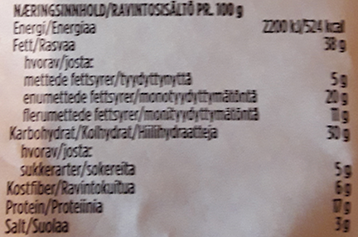 NÆRINGSINNHOLD/RAVINTOSISÄLTÖ PR. 100 g
Energi/Energiaa 2200 kJ/524 kcal
Fett/Rasvaa 38 g
hvorav/josta:
mettede fettsyrer/tyydyttynyttä 5 g
enumettede fettsyrer/monotyydyttymätöntä 20 g
flerumettede fettsyrer/monityydyttymätöntä 11 g
Karbohydrat/Kolhydrat/Hiilihydraatteja 30 g
hvorav/josta:
sukkerarter/sokereita 5 g
Kostfiber/Ravintokuitua 6 g
Protein/Proteiinia 17 g
Salt/Suolaa 3 g